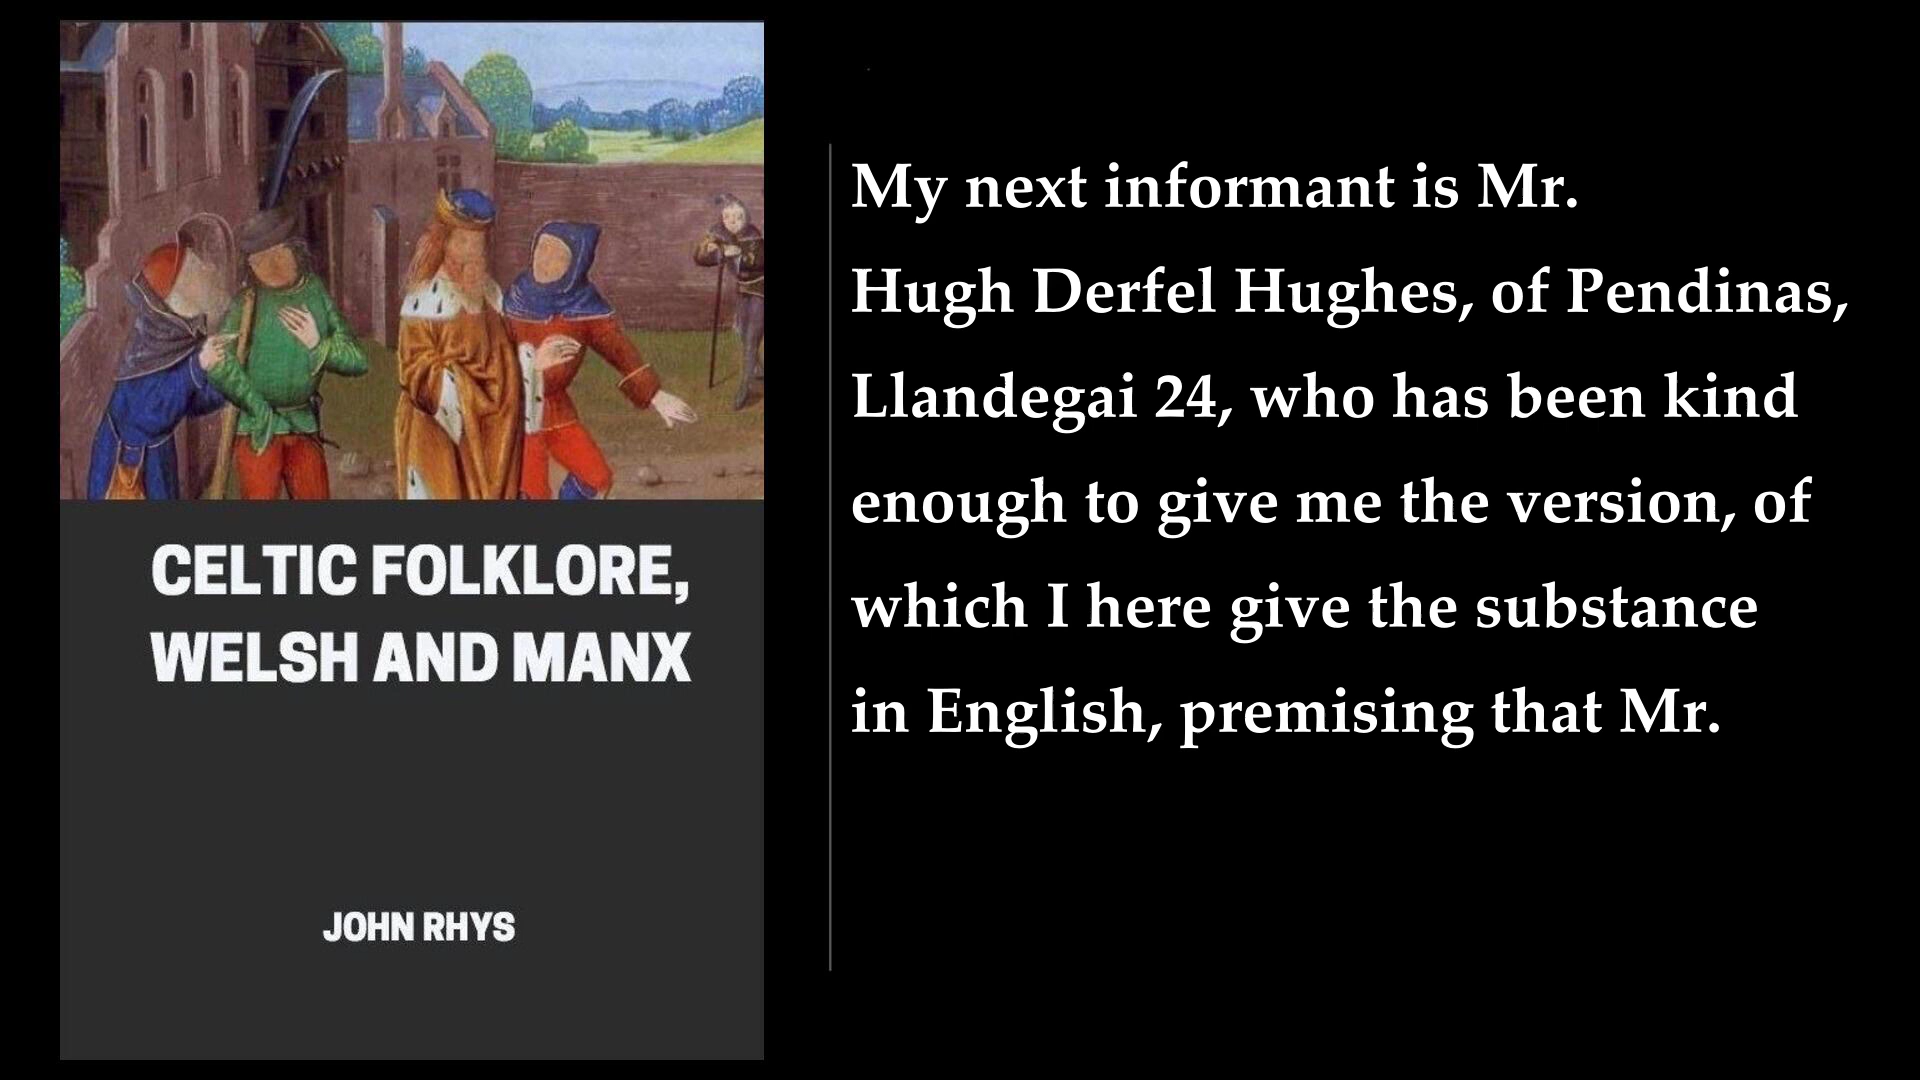 CELTIC FOLKLORE,
WELSH AND MANX
JOHN RHYS
My next informant is Mr.
Hugh Derfel Hughes, of Pendinas,
Llandegai 24, who has been kind
enough to give me the version, of
which I here give the substance
in English, premising that Mr.